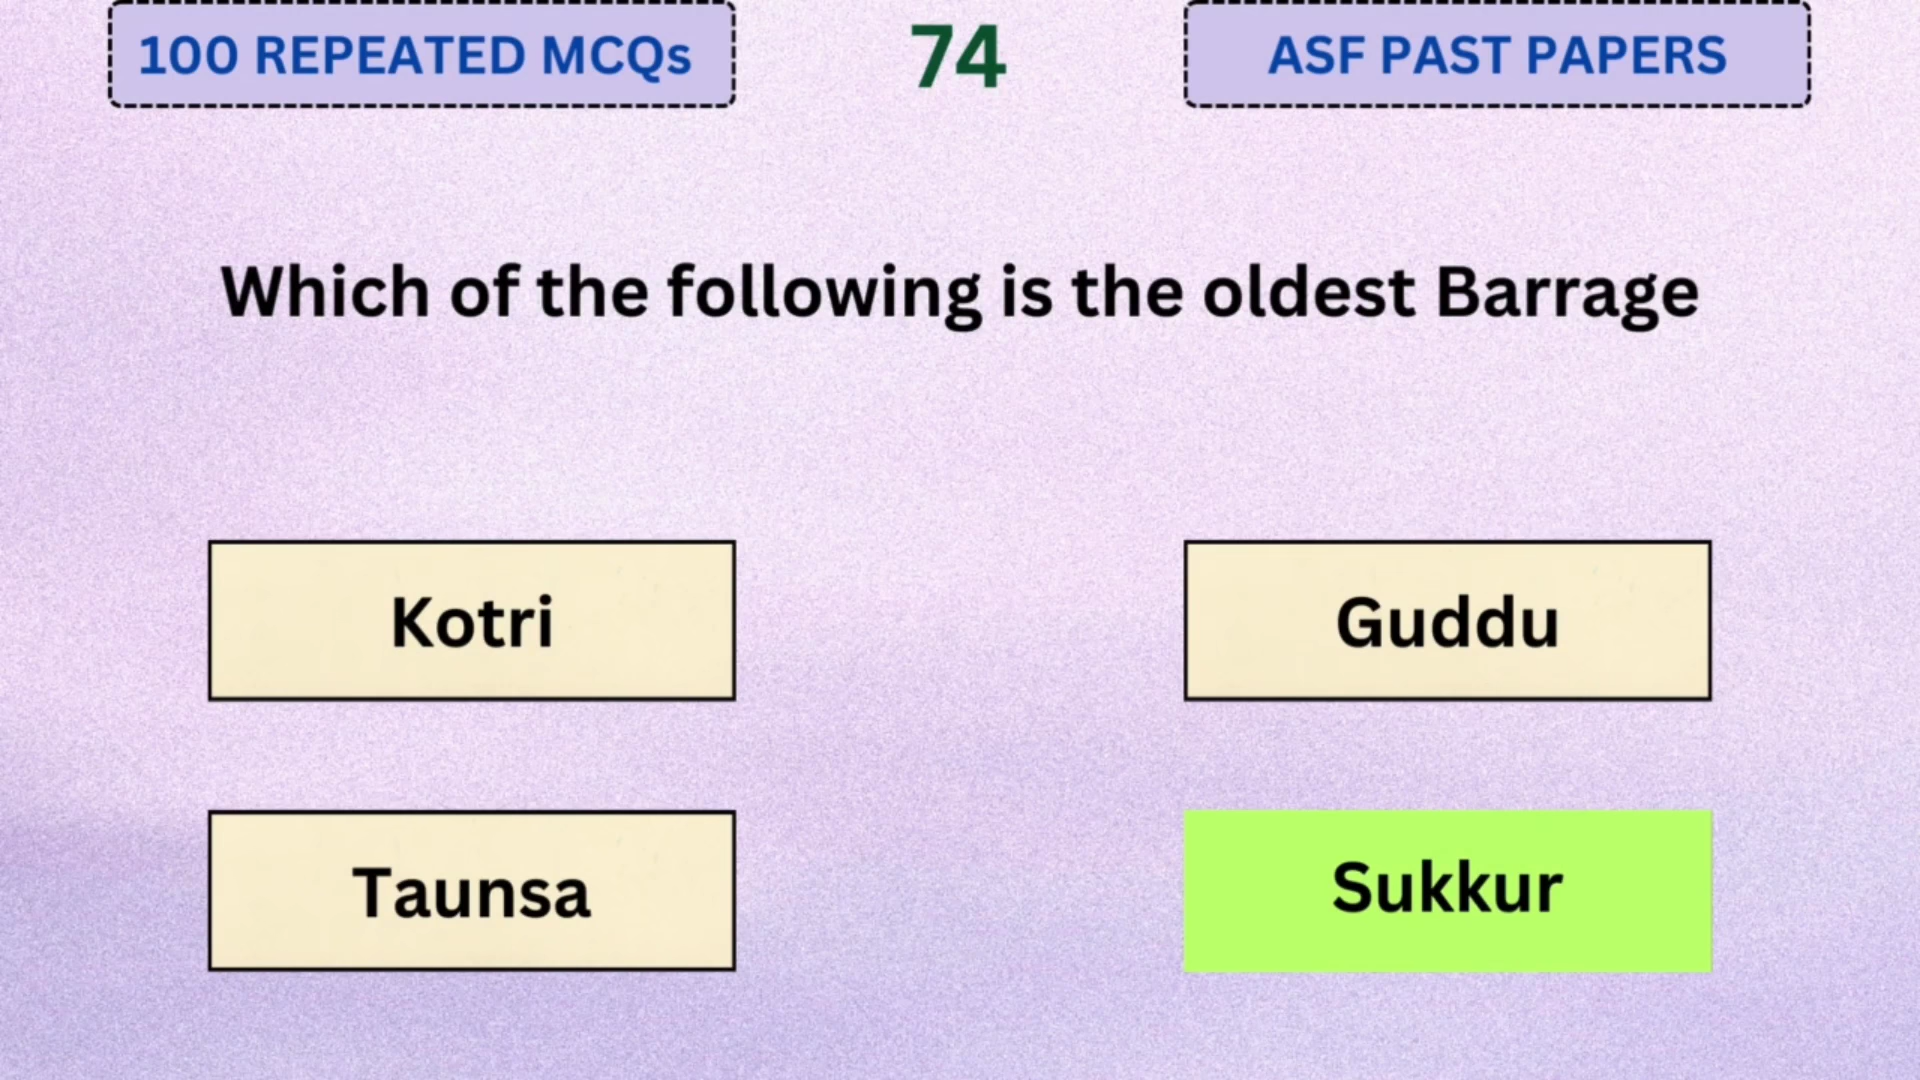 100 REPEATED MCQs
74
ASF PAST PAPERS
Which of the following is the oldest Barrage
Kotri
Guddu
Taunsa
Sukkur